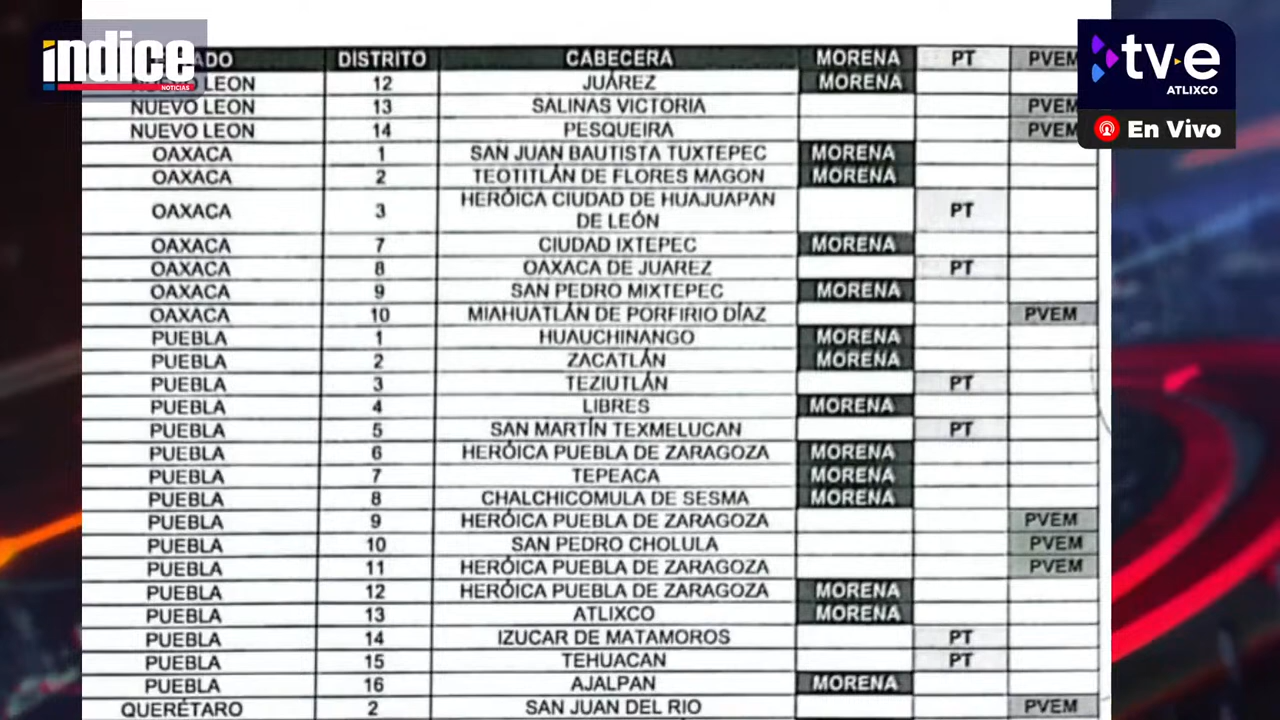 índice
NOTICIAS
tv-e
ATLIXCO
En Vivo
ADO DISTRITO CABECERA MORENA PT PVEM
NUEVO LEON 12 JUÁREZ MORENA
NUEVO LEON 13 SALINAS VICTORIA PVEM
NUEVO LEON 14 PESQUEIRA PVEM
OAXACA 1 SAN JUAN BAUTISTA TUXTEPEC MORENA
OAXACA 2 TEOTITLÁN DE FLORES MAGON MORENA
OAXACA 3 HERÓICA CIUDAD DE HUAJUAPAN
DE LEÓN PT
OAXACA 7 CIUDAD IXTEPEC MORENA
OAXACA 8 OAXACA DE JUAREZ PT
OAXACA 9 SAN PEDRO MIXTEPEC MORENA
OAXACA 10 MIAHUATLÁN DE PORFIRIO DÍAZ PVEM
PUEBLA 1 HUAUCHINANGO MORENA
PUEBLA 2 ZACATLÁN MORENA
PUEBLA 3 TEZIUTLÁN PT
PUEBLA 4 LIBRES MORENA
PUEBLA 5 SAN MARTÍN TEXMELUCAN PT
PUEBLA 6 HERÓICA PUEBLA DE ZARAGOZA MORENA
PUEBLA 7 TEPEACA MORENA
PUEBLA 8 CHALCHICOMULA DE SESMA MORENA
PUEBLA 9 HERÓICA PUEBLA DE ZARAGOZA PVEM
PUEBLA 10 SAN PEDRO CHOLULA PVEM
PUEBLA 11 HERÓICA PUEBLA DE ZARAGOZA PVEM
PUEBLA 12 HERÓICA PUEBLA DE ZARAGOZA MORENA
PUEBLA 13 ATLIXCO MORENA
PUEBLA 14 IZUCAR DE MATAMOROS PT
PUEBLA 15 TEHUACAN PT
PUEBLA 16 AJALPAN MORENA
QUERÉTARO 2 SAN JUAN DEL RIO PVEM